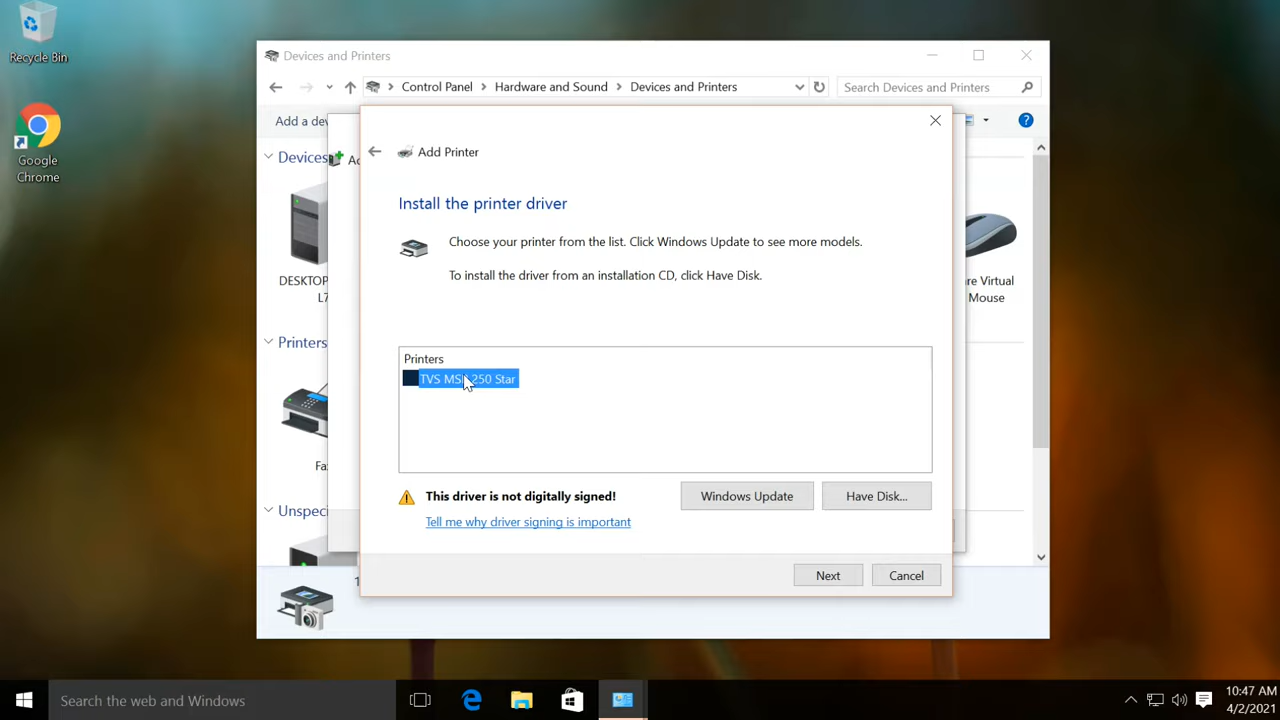 Recycle Bin
Google
Chrome
Devices and Printers
Control Panel
Hardware and Sound
Devices and Printers
Search Devices and Printers
Add a dev
Devices
DESKTOP
L7
Printers
Fax
Unspeci
re Virtual
Mouse
Add Printer
Install the printer driver
Choose your printer from the list. Click Windows Update to see more models.
To install the driver from an installation CD, click Have Disk.
Printers
TVS MSP 250 Star
This driver is not digitally signed!
Tell me why driver signing is important
Windows Update
Have Disk...
Next
Cancel
Search the web and Windows
10:47 AM
4/2/2021